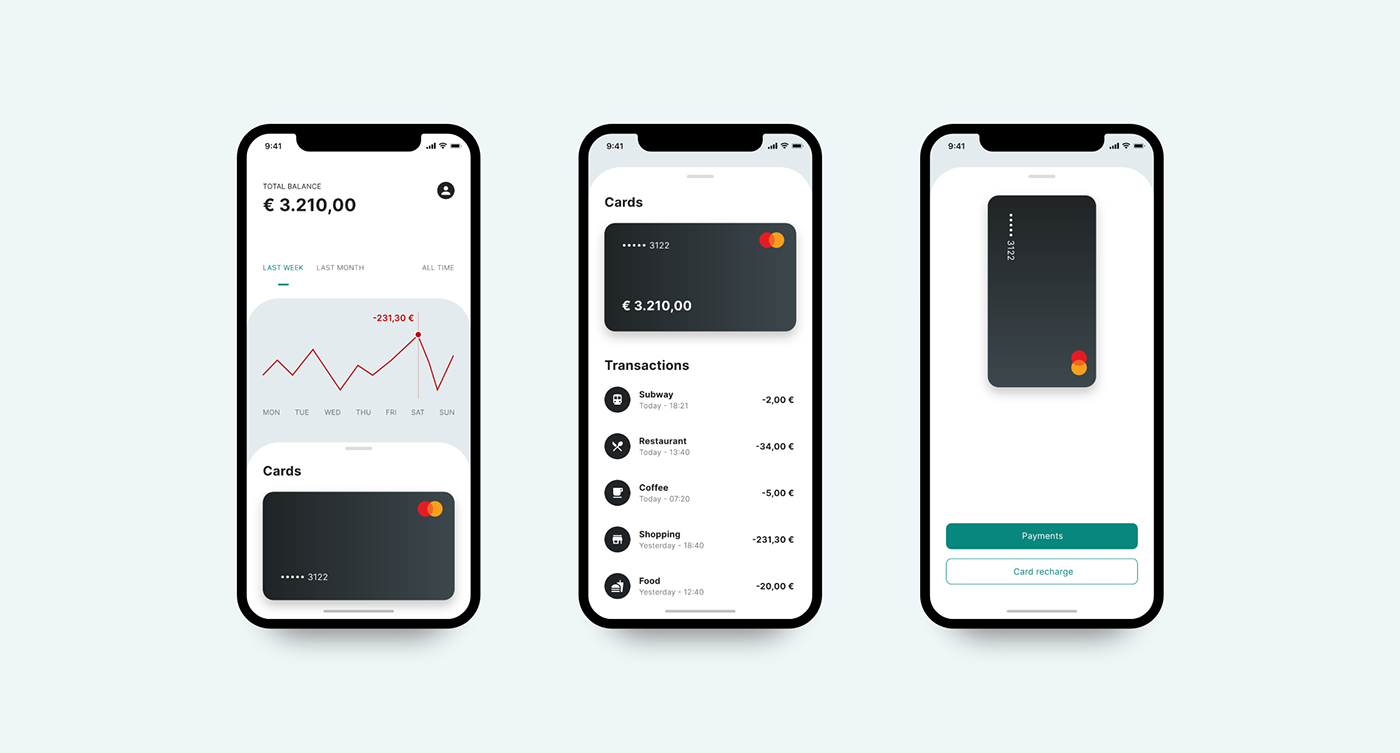 9:41
TOTAL BALANCE
€ 3.210,00
LAST WEEK LAST MONTH ALL TIME
-231,30 €
MON TUE WED THU FRI SAT SUN
Cards
••••• 3122
9:41
Cards
••••• 3122
€ 3.210,00
Transactions
Subway
Today - 18:21
-2,00 €
Restaurant
Today - 13:40
-34,00 €
Coffee
Today - 07:20
-5,00 €
Shopping
Yesterday - 18:40
-231,30 €
Food
Yesterday - 12:40
-20,00 €
9:41
••••• 3122
Payments
Card recharge